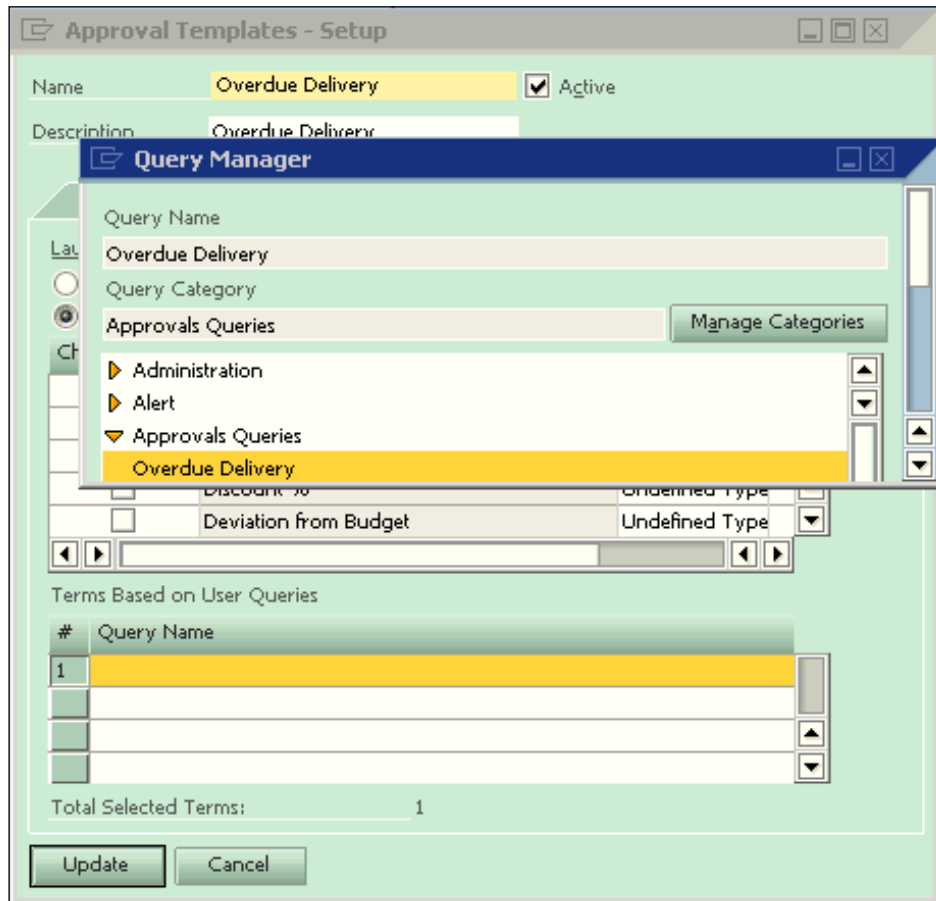 Approval Templates - Setup
Name Overdue Delivery Active
Description Overdue Delivery
Query Manager
Query Name
Lau Overdue Delivery
Query Category
Approvals Queries Manage Categories
Ch
Administration
Alert
Approvals Queries
Overdue Delivery
Discount % Undefined Type
Deviation from Budget Undefined Type
Terms Based on User Queries
# Query Name
1
Total Selected Terms: 1
Update Cancel